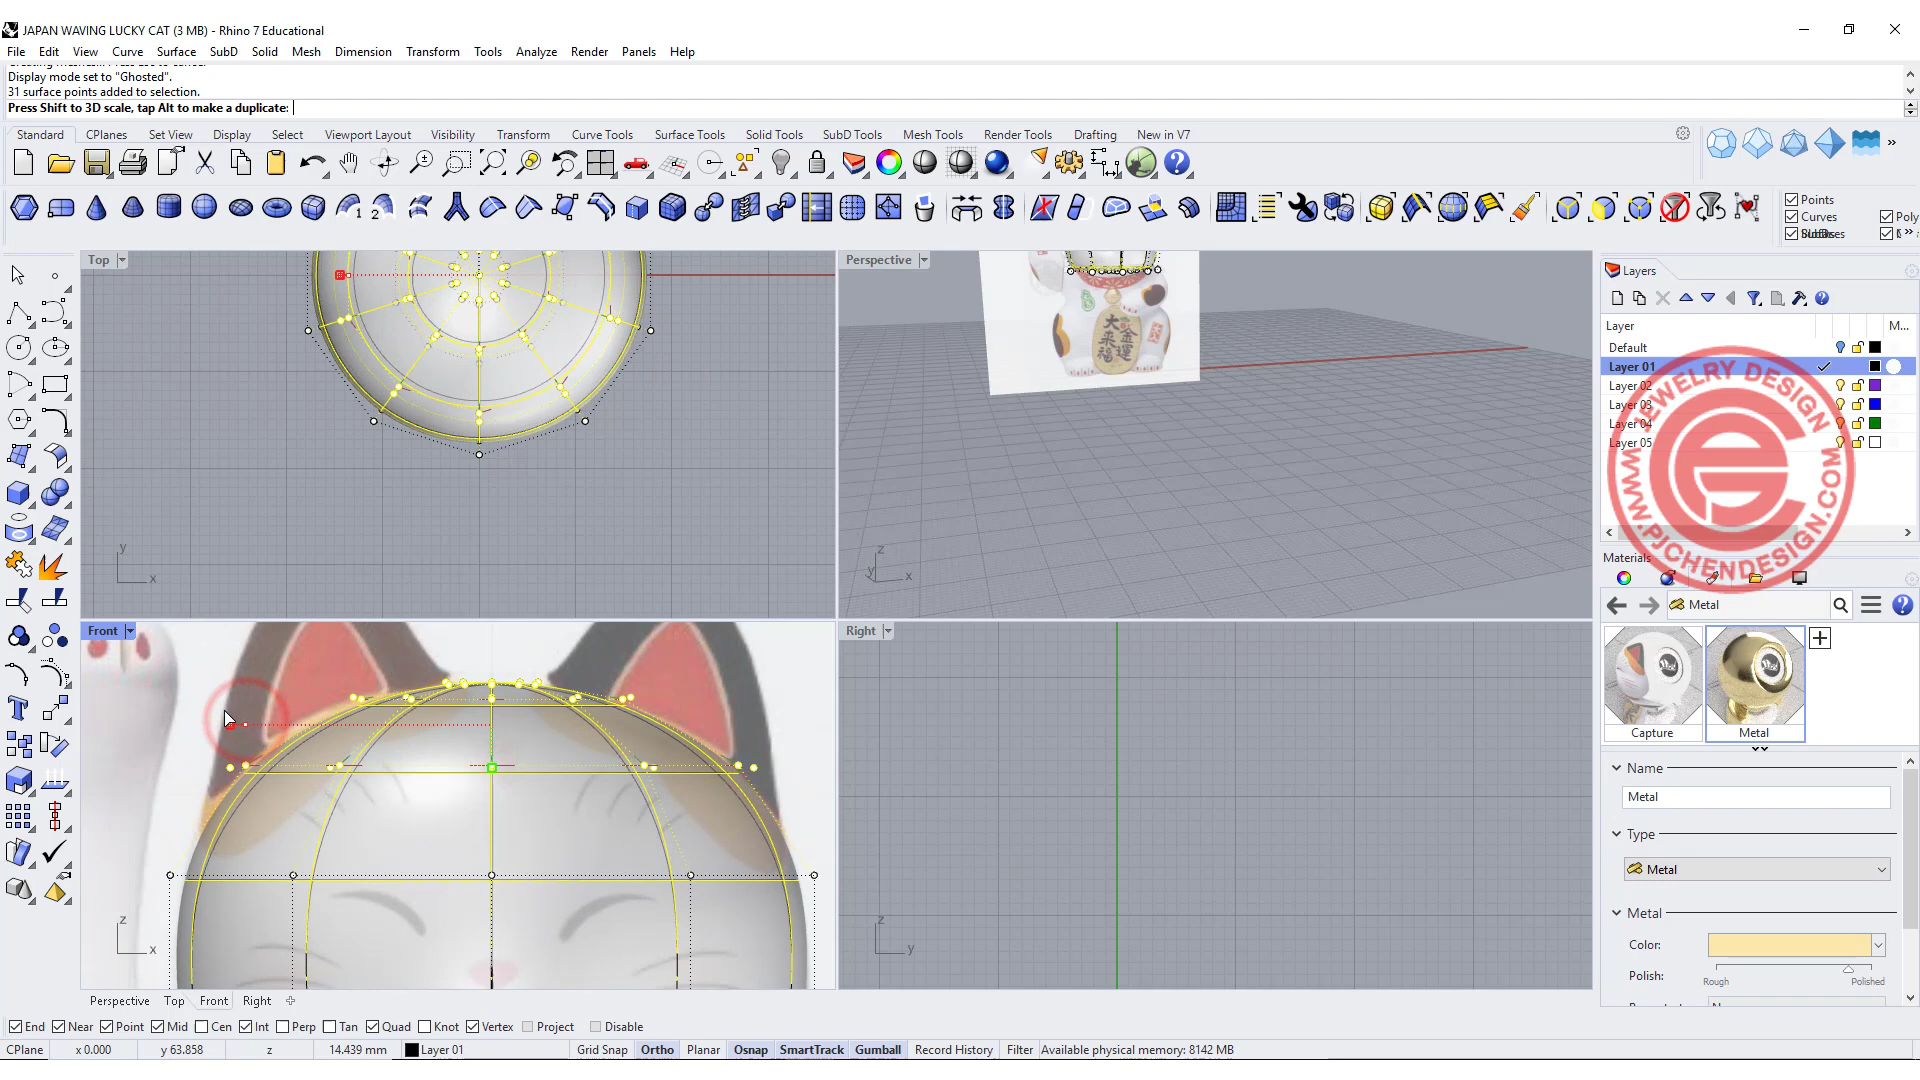 JAPAN WAVING LUCKY CAT (3 MB) - Rhino 7 Educational
File Edit View Curve Surface SubD Solid Mesh Dimension Transform Tools Analyze Render Panels Help
Display mode set to "Ghosted".
31 surface points added to selection.
Press Shift to 3D scale, tap Alt to make a duplicate:
Standard CPlanes Set View Display Select Viewport Layout Visibility Transform Curve Tools Surface Tools Solid Tools SubD Tools Mesh Tools Render Tools Drafting New in V7
Points
Curves Poly
Top
Perspective
Layers
Layer M...
Default
Layer 01
Layer 02
Layer 03
Layer 04
Layer 05
JEWELRY DESIGN
WWW.PJCHENDESIGN.COM
大来福
金運
y x
z y x
Materials
Metal
Front
Right
Capture Metal
Name
Metal
Type
Metal
Metal
Color:
Polish:
Rough Polished
z x
z y
Perspective Top Front Right
End Near Point Mid Cen Int Perp Tan Quad Knot Vertex Project Disable
CPlane x 0.000 y 63.858 z 14.439 mm Layer 01 Grid Snap Ortho Planar Osnap SmartTrack Gumball Record History Filter Available physical memory: 8142 MB